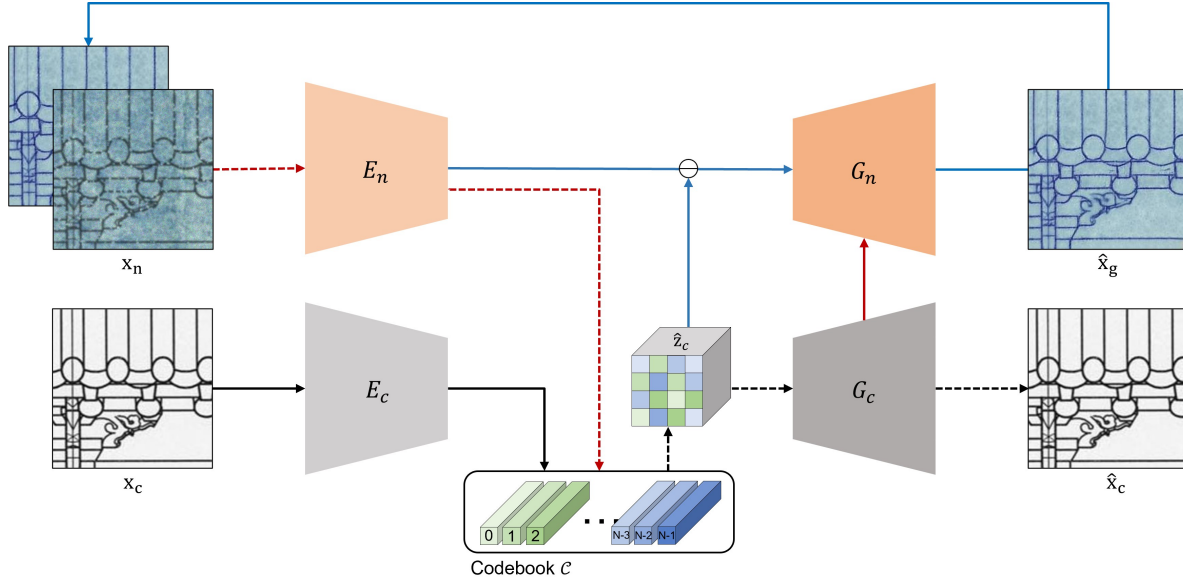 E_n
G_n
x_n
x̂_g
ẑ_c
E_c
G_c
x_c
x̂_c
0 1 2 ... N-3 N-2 N-1
Codebook 𝒞